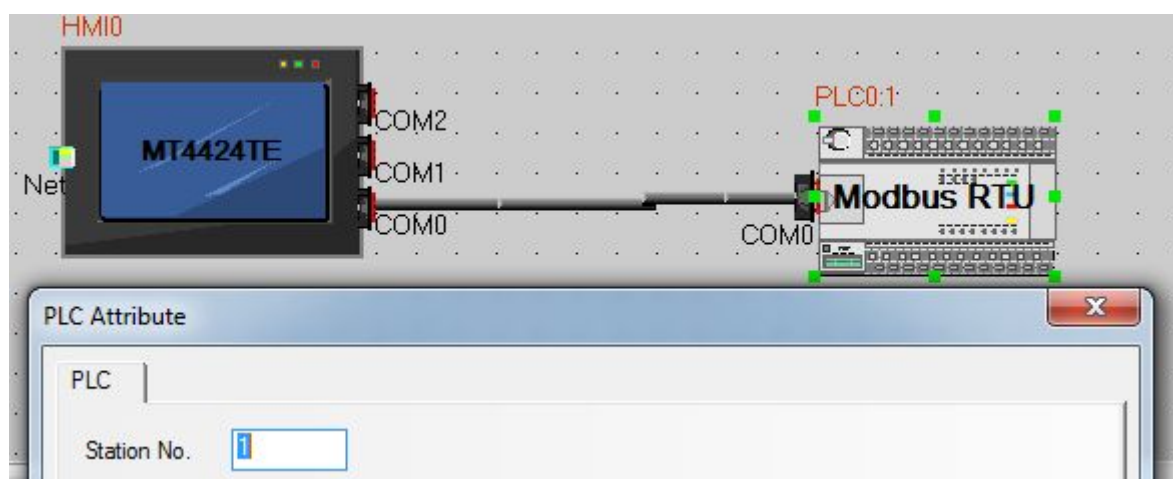 HMI0
MT4424TE
Net
COM2
COM1
COM0
PLC0:1
Modbus RTU
COM0
PLC Attribute
PLC
Station No. 1